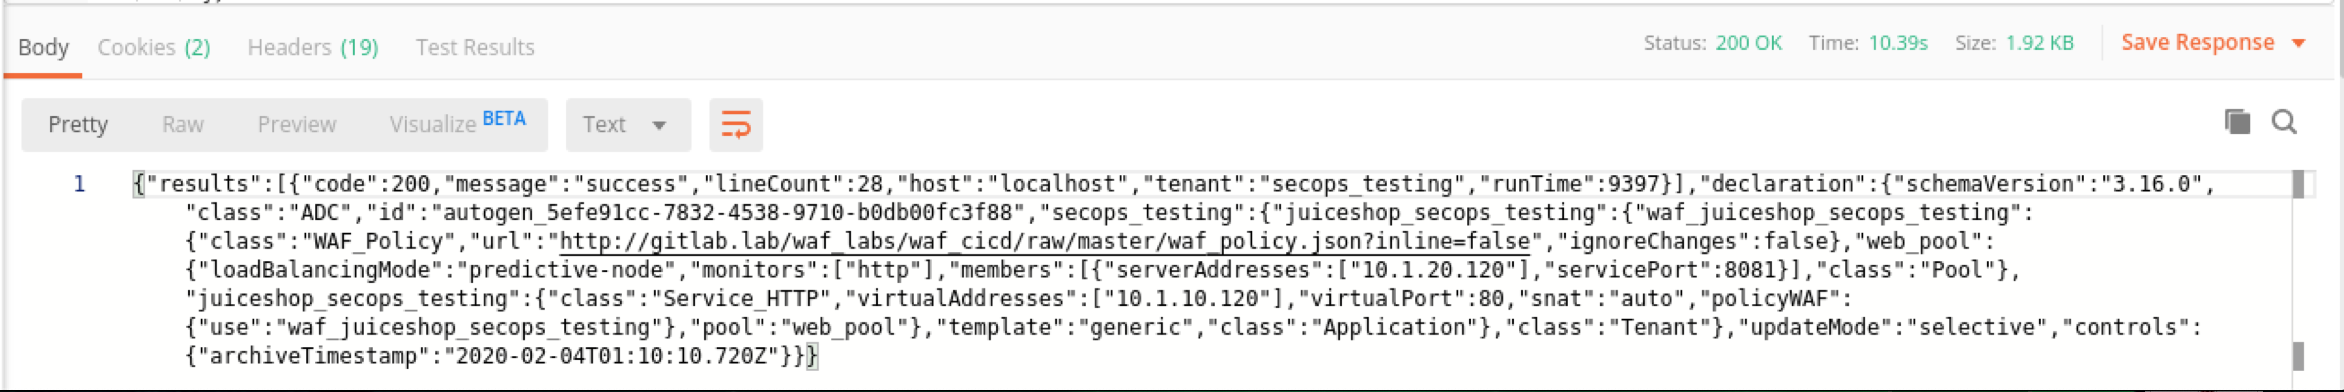 Body Cookies (2) Headers (19) Test Results Status: 200 OK Time: 10.39s Size: 1.92 KB Save Response
Pretty Raw Preview Visualize BETA Text
1 {"results":[{"code":200,"message":"success","lineCount":28,"host":"localhost","tenant":"secops_testing","runTime":9397}],"declaration":{"schemaVersion":"3.16.0",
"class":"ADC","id":"autogen_5efe91cc-7832-4538-9710-b0db00fc3f88","secops_testing":{"juiceshop_secops_testing":{"waf_juiceshop_secops_testing":
{"class":"WAF_Policy","url":"http://gitlab.lab/waf_labs/waf_cicd/raw/master/waf_policy.json?inline=false","ignoreChanges":false},"web_pool":
{"loadBalancingMode":"predictive-node","monitors":["http"],"members":[{"serverAddresses":["10.1.20.120"],"servicePort":8081}],"class":"Pool"},
"juiceshop_secops_testing":{"class":"Service_HTTP","virtualAddresses":["10.1.10.120"],"virtualPort":80,"snat":"auto","policyWAF":
{"use":"waf_juiceshop_secops_testing"},"pool":"web_pool"},"template":"generic","class":"Application"},"class":"Tenant"},"updateMode":"selective","controls":
{"archiveTimestamp":"2020-02-04T01:10:10.720Z"}}}